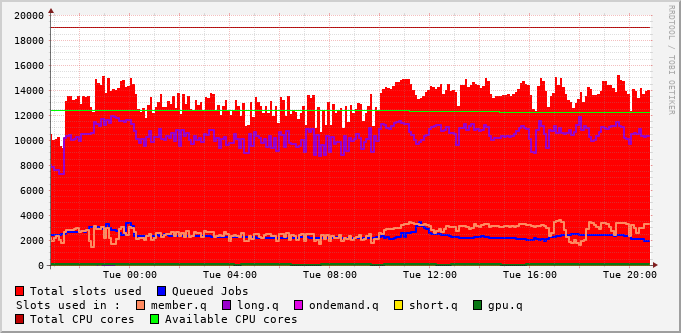 20000
18000
16000
14000
12000
10000
8000
6000
4000
2000
0
Tue 00:00 Tue 04:00 Tue 08:00 Tue 12:00 Tue 16:00 Tue 20:00
Total slots used Queued Jobs
Slots used in : member.q long.q ondemand.q short.q gpu.q
Total CPU cores Available CPU cores
RRDTOOL / TOBI OETIKER